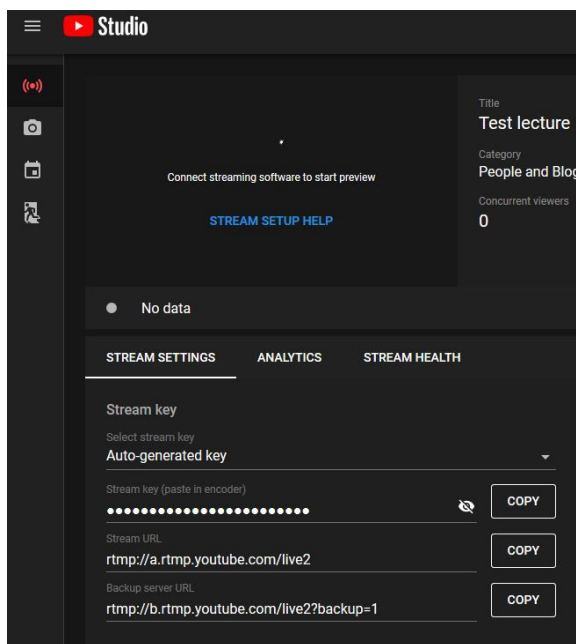 Studio
Title
Test lecture
Connect streaming software to start preview
Category
People and Blog
STREAM SETUP HELP
Concurrent viewers
0
No data
STREAM SETTINGS ANALYTICS STREAM HEALTH
Stream key
Select stream key
Auto-generated key
Stream key (paste in encoder)
COPY
Stream URL
rtmp://a.rtmp.youtube.com/live2
COPY
Backup server URL
rtmp://b.rtmp.youtube.com/live2?backup=1
COPY